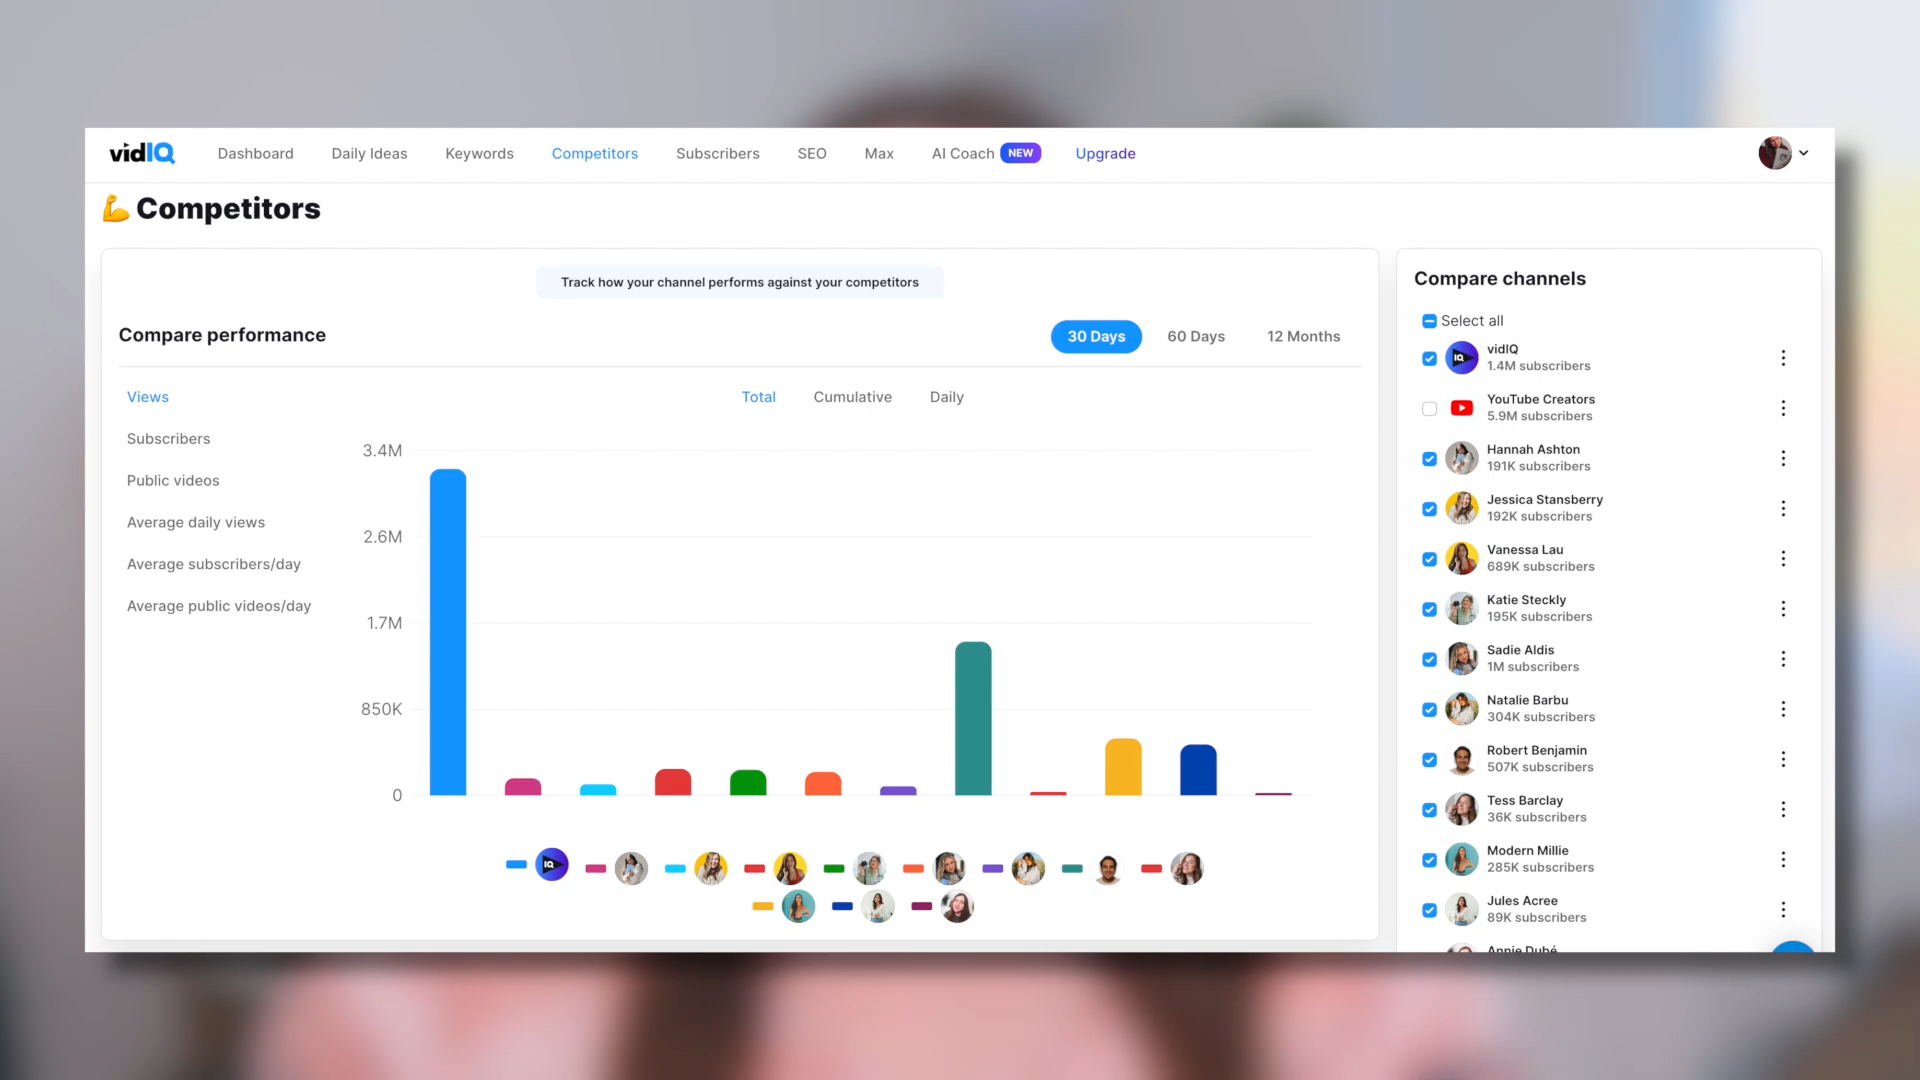 vidIQ
Dashboard
Daily Ideas
Keywords
Competitors
Subscribers
SEO
Max
AI Coach NEW
Upgrade
💪 Competitors
Track how your channel performs against your competitors
Compare performance
30 Days
60 Days
12 Months
Views
Subscribers
Public videos
Average daily views
Average subscribers/day
Average public videos/day
Total
Cumulative
Daily
3.4M
2.6M
1.7M
850K
0
IQ
Compare channels
Select all
IQ
vidIQ
1.4M subscribers
YouTube Creators
5.9M subscribers
Hannah Ashton
191K subscribers
Jessica Stansberry
192K subscribers
Vanessa Lau
689K subscribers
Katie Steckly
195K subscribers
Sadie Aldis
1M subscribers
Natalie Barbu
304K subscribers
Robert Benjamin
507K subscribers
Tess Barclay
36K subscribers
Modern Millie
285K subscribers
Jules Acree
89K subscribers
Annie Dubé